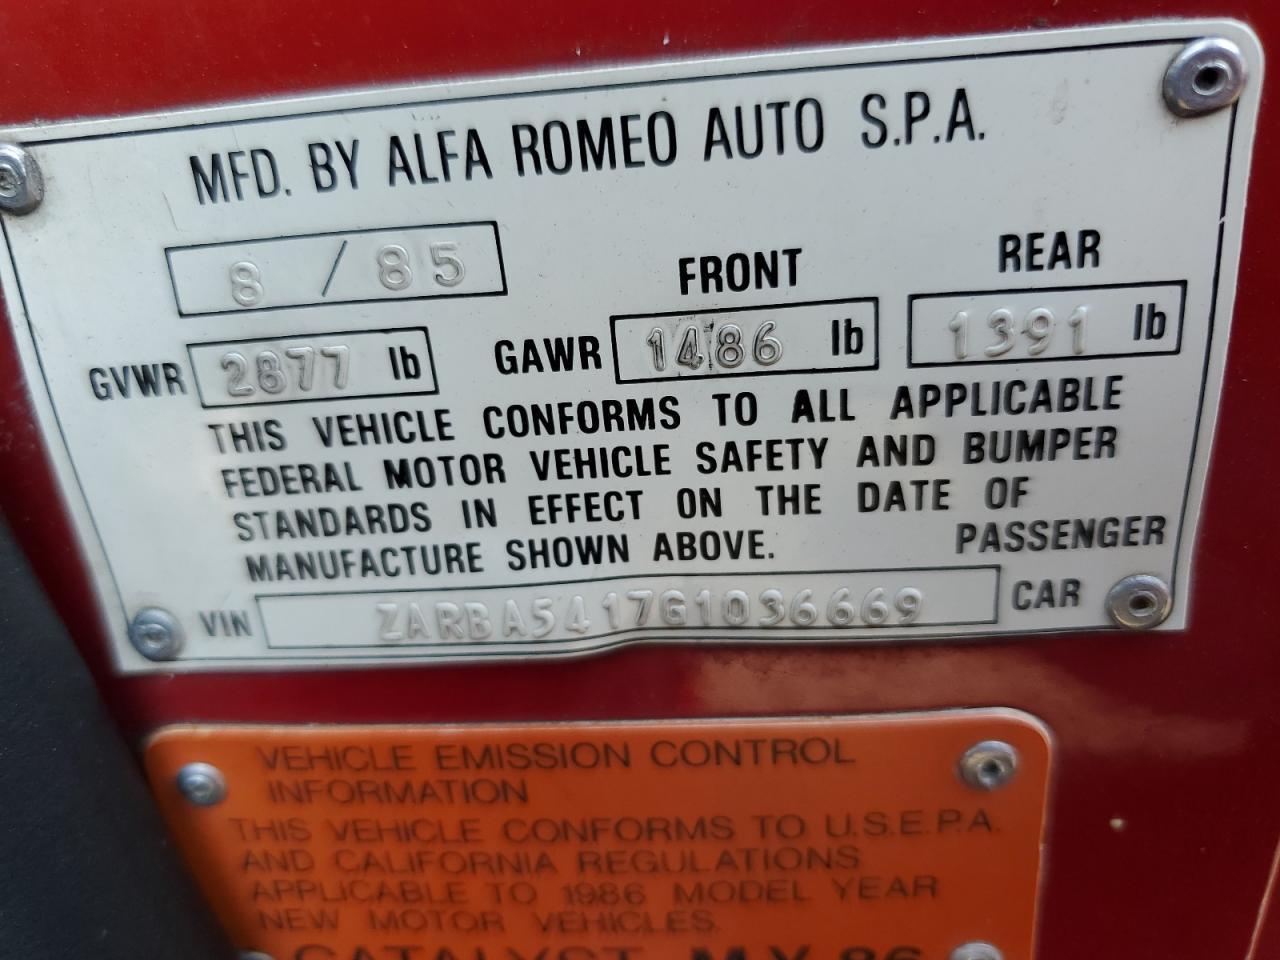 MFD. BY ALFA ROMEO AUTO S.P.A.
8 / 85
FRONT REAR
GVWR 2877 lb GAWR 1486 lb 1391 lb
THIS VEHICLE CONFORMS TO ALL APPLICABLE
FEDERAL MOTOR VEHICLE SAFETY AND BUMPER
STANDARDS IN EFFECT ON THE DATE OF
MANUFACTURE SHOWN ABOVE. PASSENGER
VIN ZARBA5417G1036669 CAR
VEHICLE EMISSION CONTROL
INFORMATION
THIS VEHICLE CONFORMS TO U.S.E.P.A.
AND CALIFORNIA REGULATIONS
APPLICABLE TO 1986 MODEL YEAR
NEW MOTOR VEHICLES.
CATALYST M.Y. 86